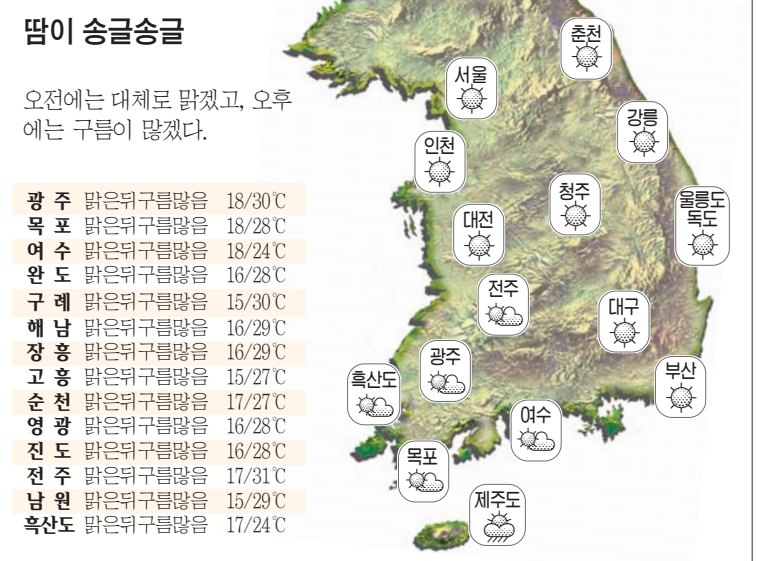 땀이 송글송글
오전에는 대체로 맑겠고, 오후
에는 구름이 많겠다.
광 주 맑은뒤구름많음 18/30℃
목 포 맑은뒤구름많음 18/28℃
여 수 맑은뒤구름많음 18/24℃
완 도 맑은뒤구름많음 16/28℃
구 례 맑은뒤구름많음 15/30℃
해 남 맑은뒤구름많음 16/29℃
장 흥 맑은뒤구름많음 16/29℃
고 흥 맑은뒤구름많음 15/27℃
순 천 맑은뒤구름많음 17/27℃
영 광 맑은뒤구름많음 16/28℃
진 도 맑은뒤구름많음 16/28℃
전 주 맑은뒤구름많음 17/31℃
남 원 맑은뒤구름많음 15/29℃
흑산도 맑은뒤구름많음 17/24℃
춘천
서울
강릉
인천
청주
울릉도
독도
대전
전주
대구
광주
흑산도
부산
여수
목포
제주도